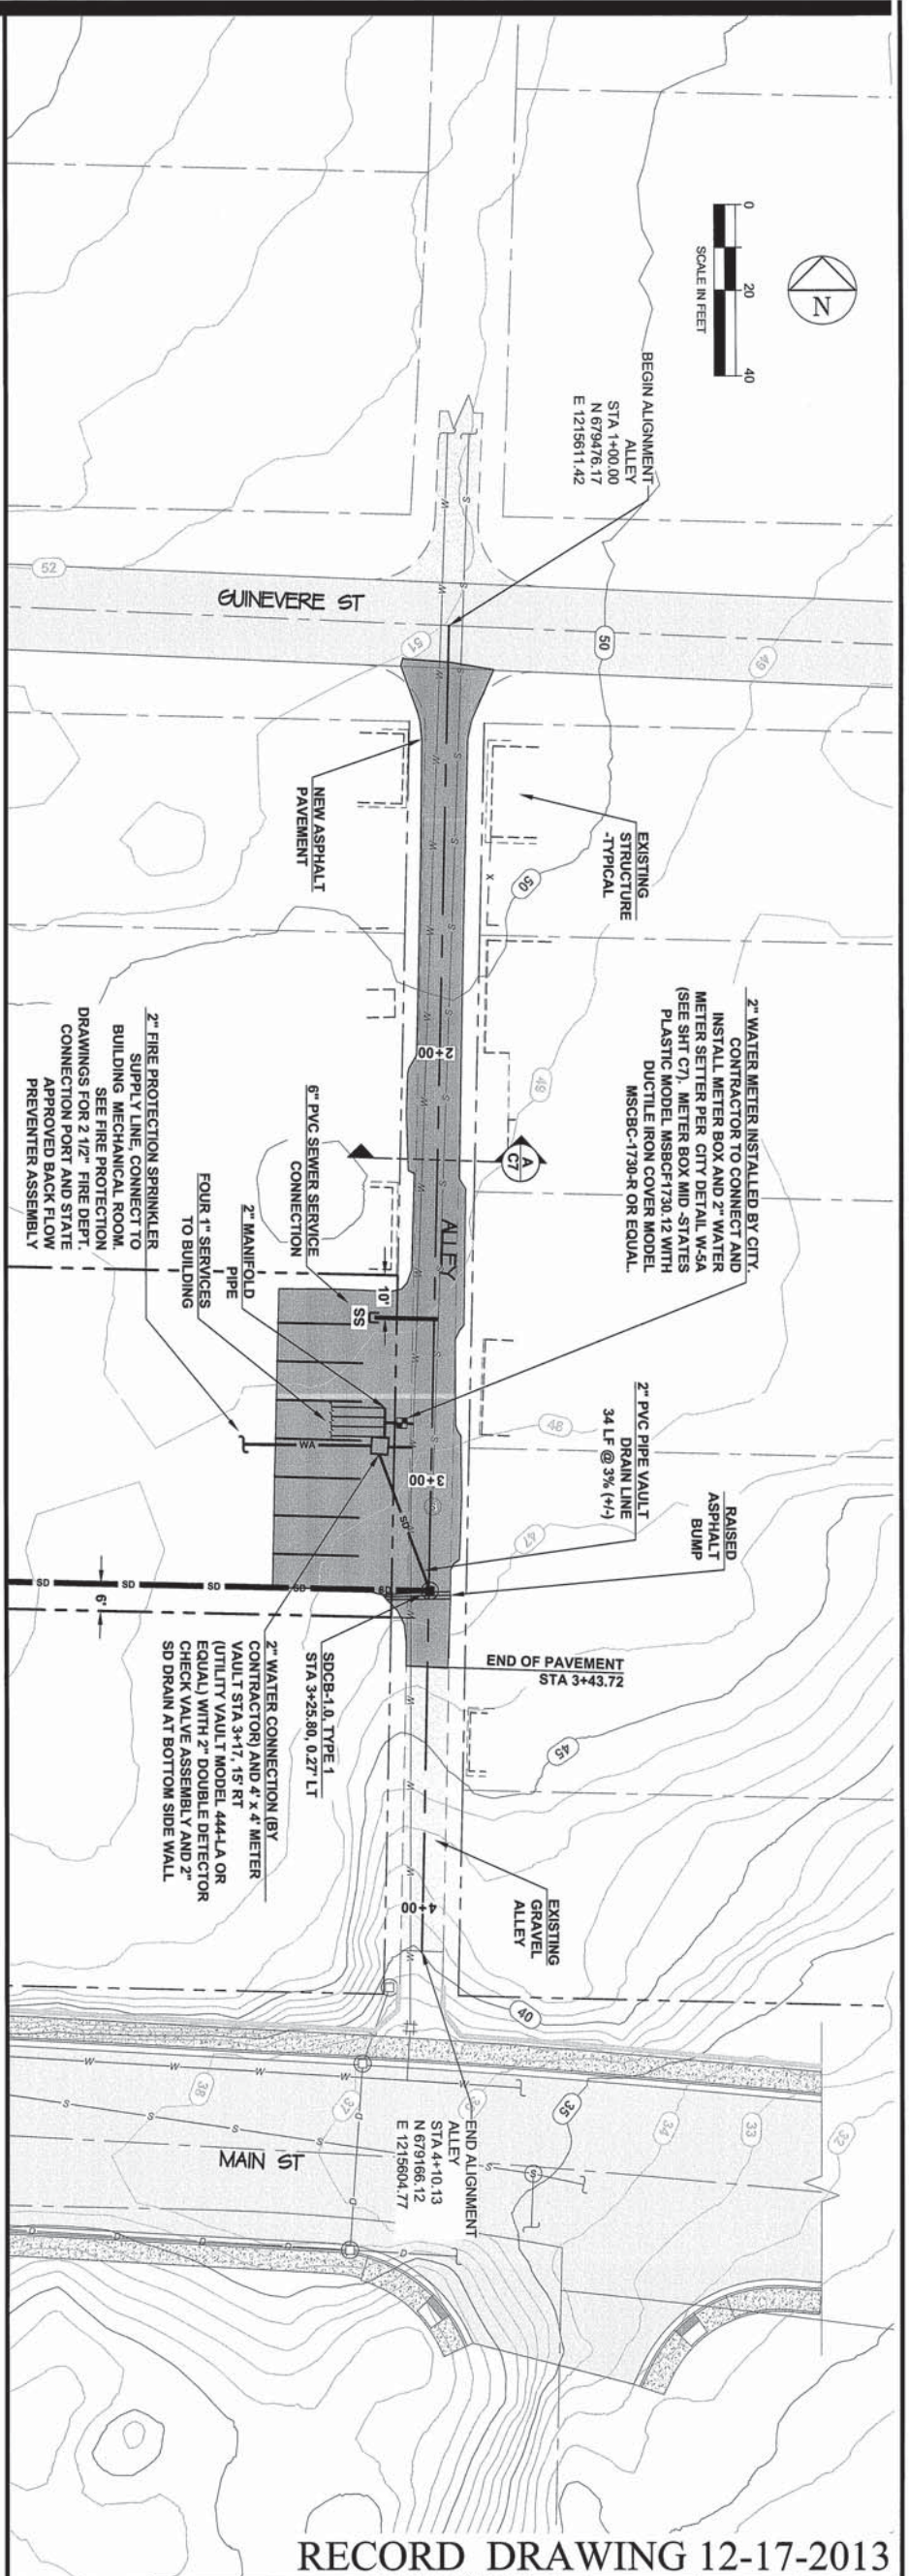 N
0 20 40
SCALE IN FEET
BEGIN ALIGNMENT
ALLEY
STA 1+00.00
N 679476.17
E 1215611.42
52
GUINEVERE ST
51
50
49
NEW ASPHALT
PAVEMENT
EXISTING
STRUCTURE
-TYPICAL
X
50
49
2+00
A
C7
ALLEY
2" WATER METER INSTALLED BY CITY.
CONTRACTOR TO CONNECT AND
INSTALL METER BOX AND 2" WATER
METER SETTER PER CITY DETAIL W-5A
(SEE SHT C7). METER BOX MID -STATES
PLASTIC MODEL MSBCF1730.12 WITH
DUCTILE IRON COVER MODEL
MSCBC-1730-R OR EQUAL.
6" PVC SEWER SERVICE
CONNECTION
2" MANIFOLD
PIPE
FOUR 1" SERVICES
TO BUILDING
2" FIRE PROTECTION SPRINKLER
SUPPLY LINE, CONNECT TO
BUILDING MECHANICAL ROOM.
SEE FIRE PROTECTION
DRAWINGS FOR 2 1/2" FIRE DEPT.
CONNECTION PORT AND STATE
APPROVED BACK FLOW
PREVENTER ASSEMBLY
10'
SS
WA
48
3+00
SD
2" PVC PIPE VAULT
DRAIN LINE
34 LF @ 3% (+/-)
47
RAISED
ASPHALT
BUMP
SD SD SD SD SD
6'
SDCB-1.0, TYPE 1
STA 3+25.80, 0.27' LT
2" WATER CONNECTION (BY
CONTRACTOR) AND 4' x 4' METER
VAULT STA 3+17, 15' RT
(UTILITY VAULT MODEL 444-LA OR
EQUAL) WITH 2" DOUBLE DETECTOR
CHECK VALVE ASSEMBLY AND 2"
SD DRAIN AT BOTTOM SIDE WALL
END OF PAVEMENT
STA 3+43.72
45
EXISTING
GRAVEL
ALLEY
4+00
40
END ALIGNMENT
ALLEY
STA 4+10.13
N 679166.12
E 1215604.77
W W W W W
S S S S S
38
37
35
34
33
32
MAIN ST
D D D D D
RECORD DRAWING 12-17-2013